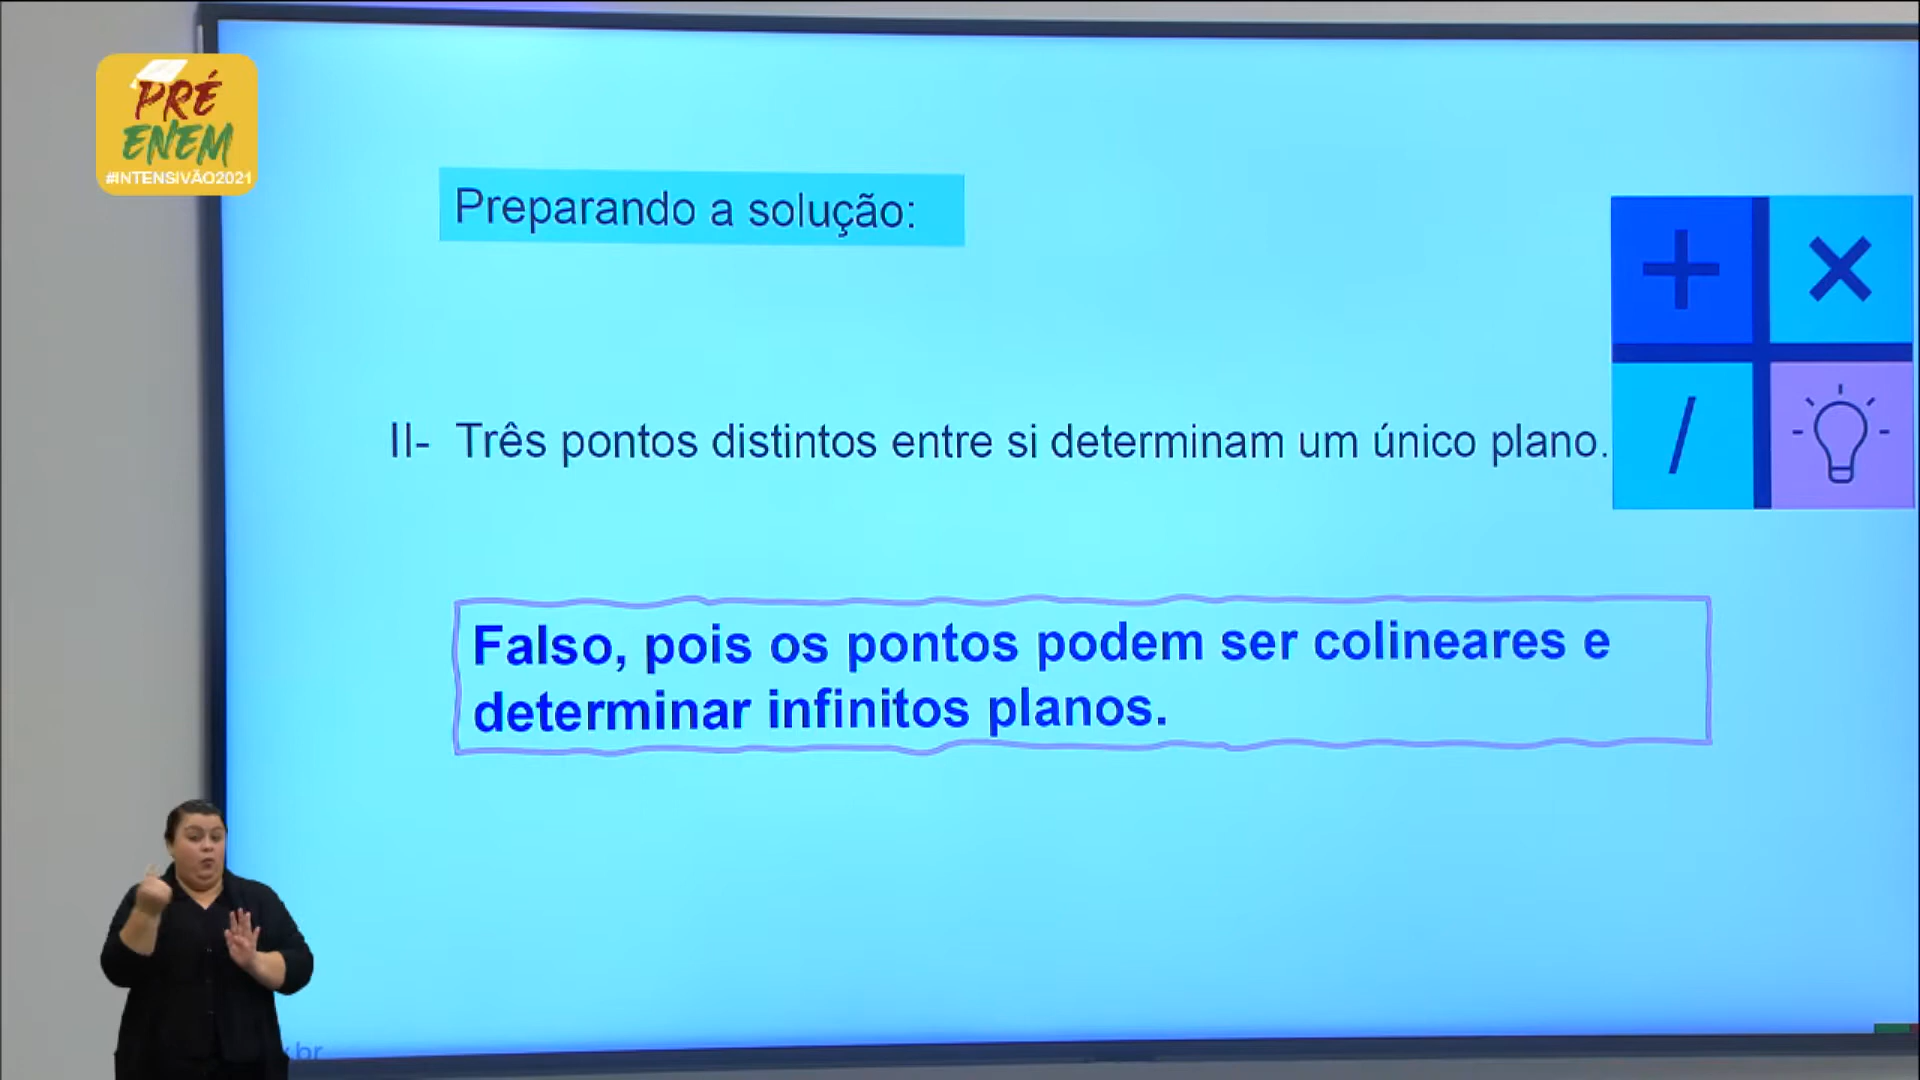 PRÉ
ENEM
#INTENSIVÃO2021
Preparando a solução:
II- Três pontos distintos entre si determinam um único plano.
Falso, pois os pontos podem ser colineares e
determinar infinitos planos.
.br